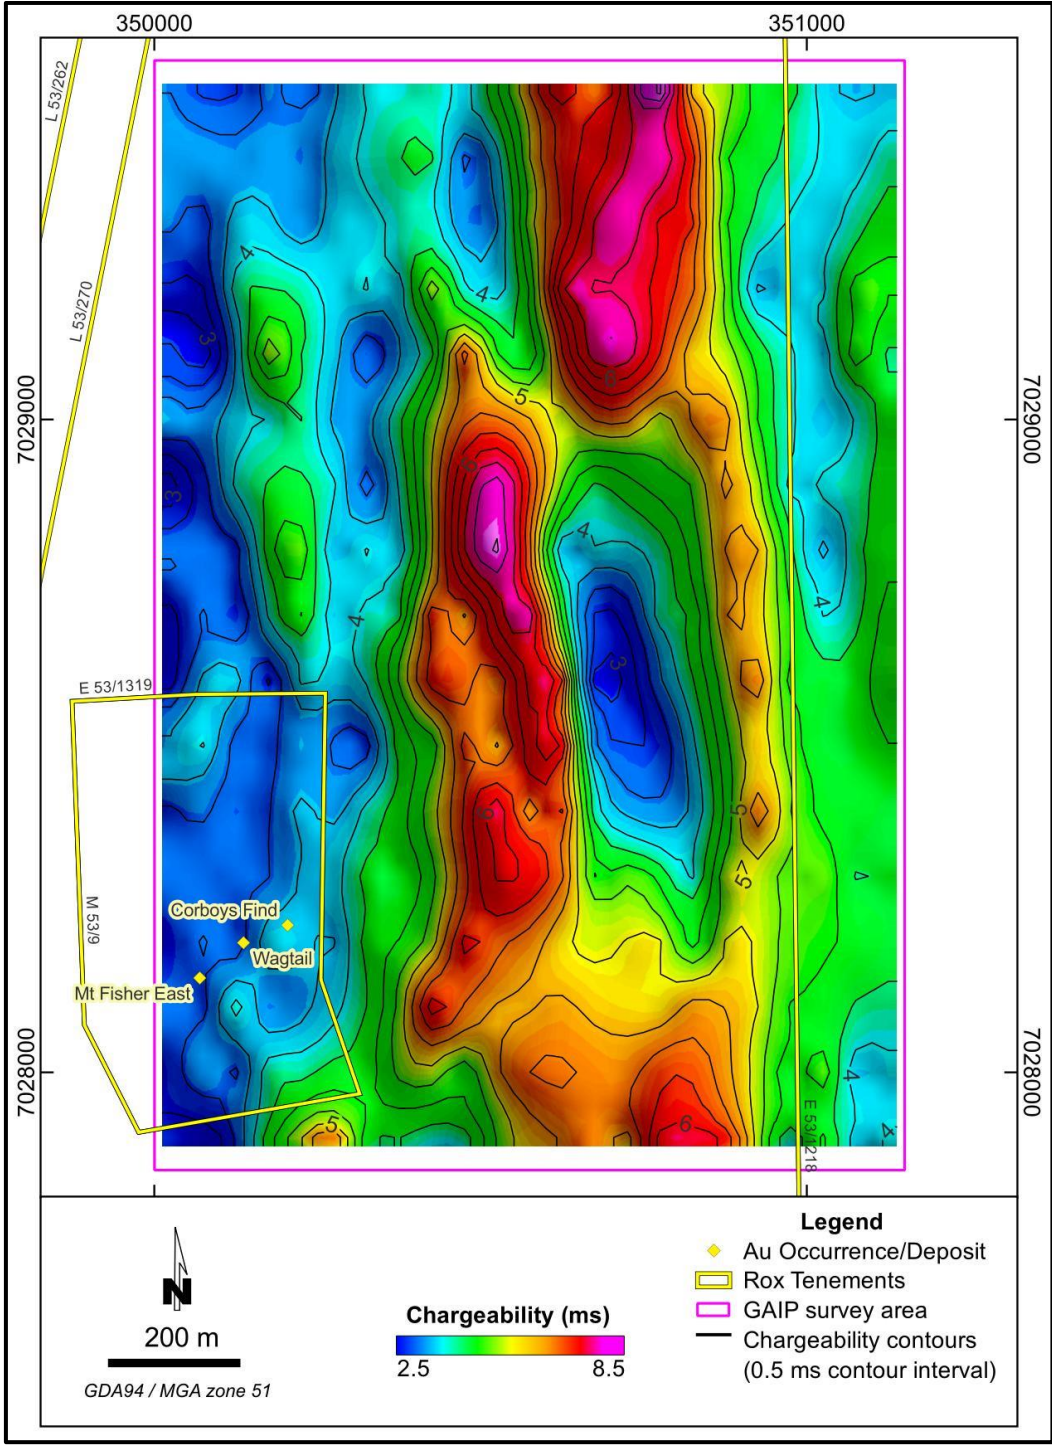 350000
351000
L 53/262
L 53/270
7029000
7029000
4
4
3
6
5
6
3
4
4
4
3
E 53/1319
6
5
5
M 53/9
Corboys Find
Wagtail
Mt Fisher East
7028000
7028000
4
5
6
4
E 53/1218
N
200 m
GDA94 / MGA zone 51
Chargeability (ms)
2.5
8.5
Legend
Au Occurrence/Deposit
Rox Tenements
GAIP survey area
Chargeability contours
(0.5 ms contour interval)